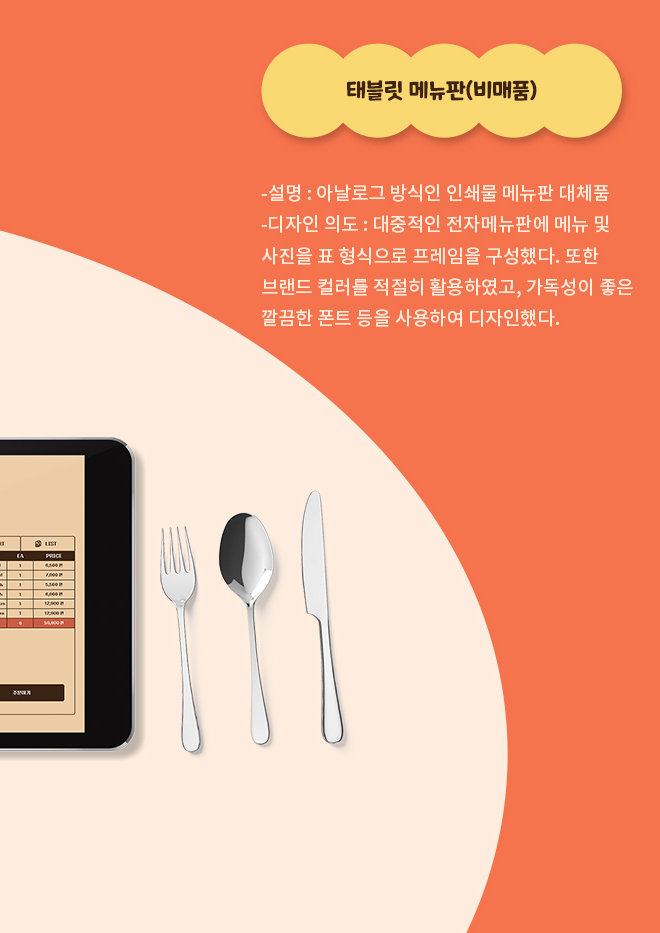 태블릿 메뉴판(비매품)
-설명 : 아날로그 방식인 인쇄물 메뉴판 대체품
-디자인 의도 : 대중적인 전자메뉴판에 메뉴 및
사진을 표 형식으로 프레임을 구성했다. 또한
브랜드 컬러를 적절히 활용하였고, 가독성이 좋은
깔끔한 폰트 등을 사용하여 디자인했다.
LIST
EA PRICE
1 6,500 원
1 7,000 원
1 5,500 원
1 8,000 원
1 12,000 원
1 12,000 원
6
주문하기